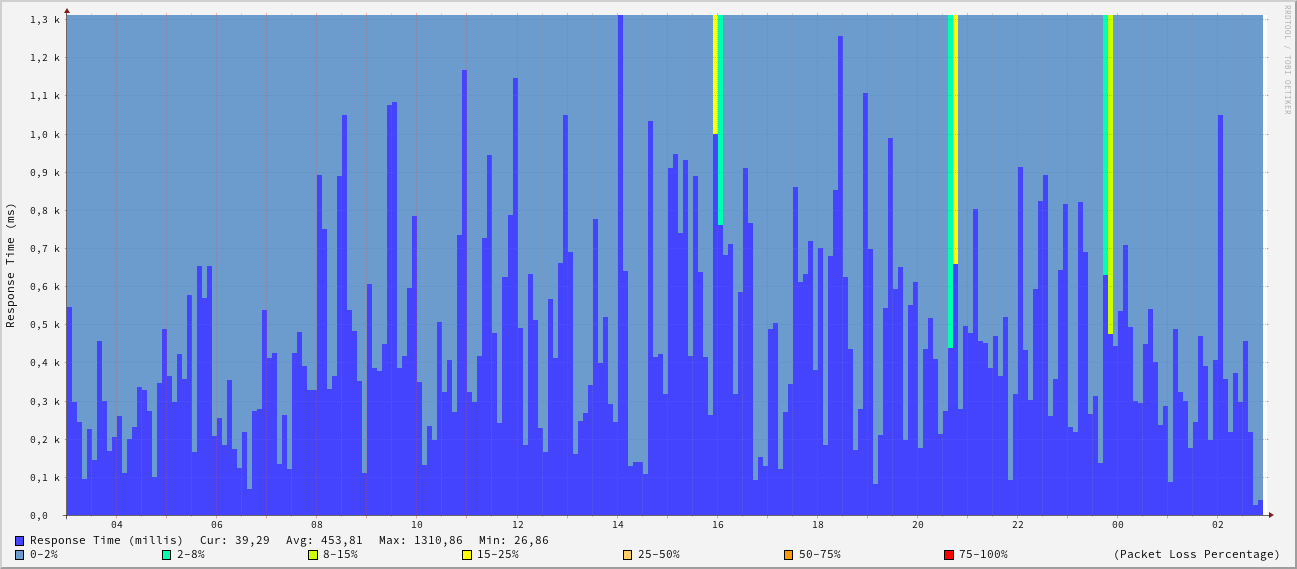 RRDTOOL / TOBI OETIKER
Response Time (ms)
1,3 k
1,2 k
1,1 k
1,0 k
0,9 k
0,8 k
0,7 k
0,6 k
0,5 k
0,4 k
0,3 k
0,2 k
0,1 k
0,0
04 06 08 10 12 14 16 18 20 22 00 02
Response Time (millis) Cur: 39,29 Avg: 453,81 Max: 1310,86 Min: 26,86
0-2% 2-8% 8-15% 15-25% 25-50% 50-75% 75-100% (Packet Loss Percentage)